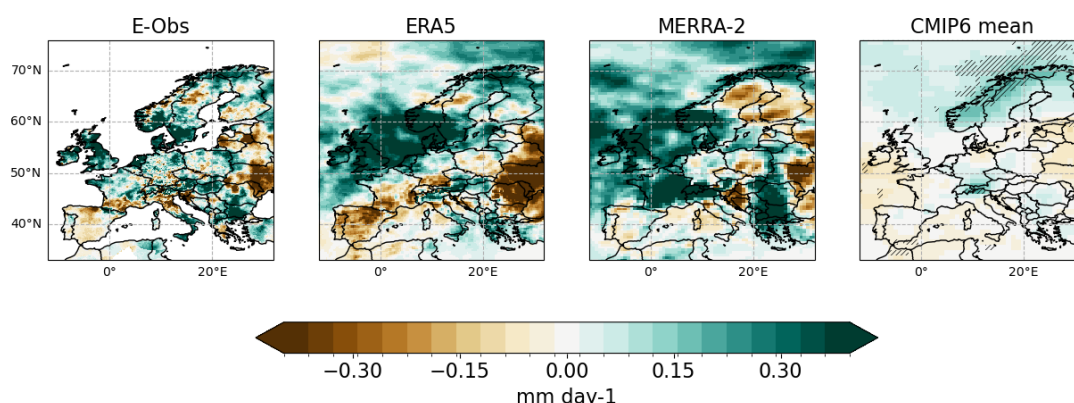 E-Obs ERA5 MERRA-2 CMIP6 mean
70°N
60°N
50°N
40°N
0° 20°E 0° 20°E 0° 20°E 0° 20°E
−0.30 −0.15 0.00 0.15 0.30
mm day-1